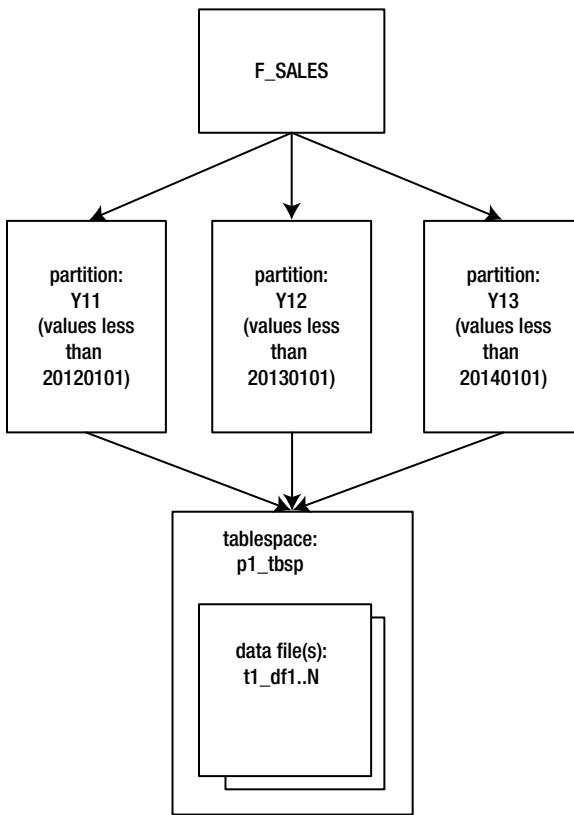 F_SALES
partition:
Y11
(values less
than
20120101)
partition:
Y12
(values less
than
20130101)
partition:
Y13
(values less
than
20140101)
tablespace:
p1_tbsp
data file(s):
t1_df1..N